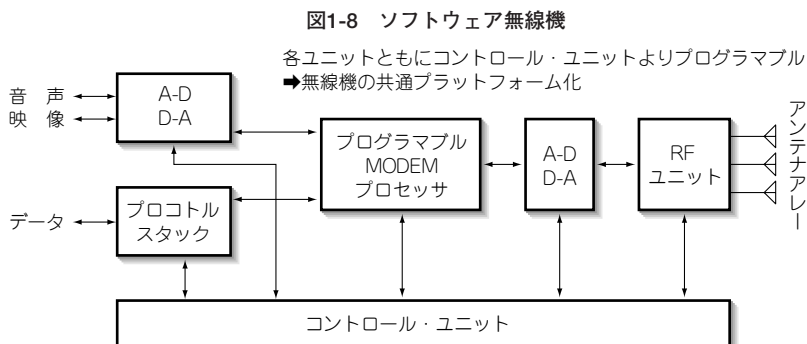 図1-8 ソフトウェア無線機
各ユニットともにコントロール・ユニットよりプログラマブル
➡無線機の共通プラットフォーム化
音 声
映 像
A-D
D-A
データ
プロコトル
スタック
プログラマブル
MODEM
プロセッサ
A-D
D-A
RF
ユニット
アンテナアレー
コントロール・ユニット